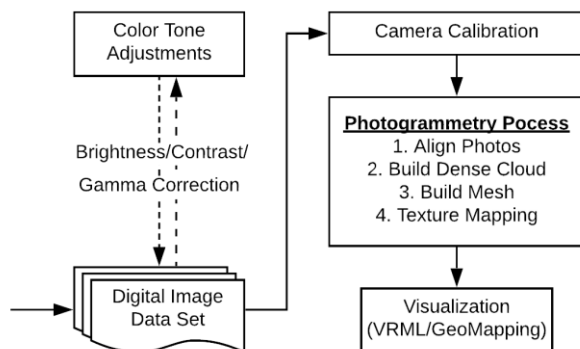 Color Tone
Adjustments
Brightness/Contrast/
Gamma Correction
Digital Image
Data Set
Camera Calibration
Photogrammetry Pocess
1. Align Photos
2. Build Dense Cloud
3. Build Mesh
4. Texture Mapping
Visualization
(VRML/GeoMapping)